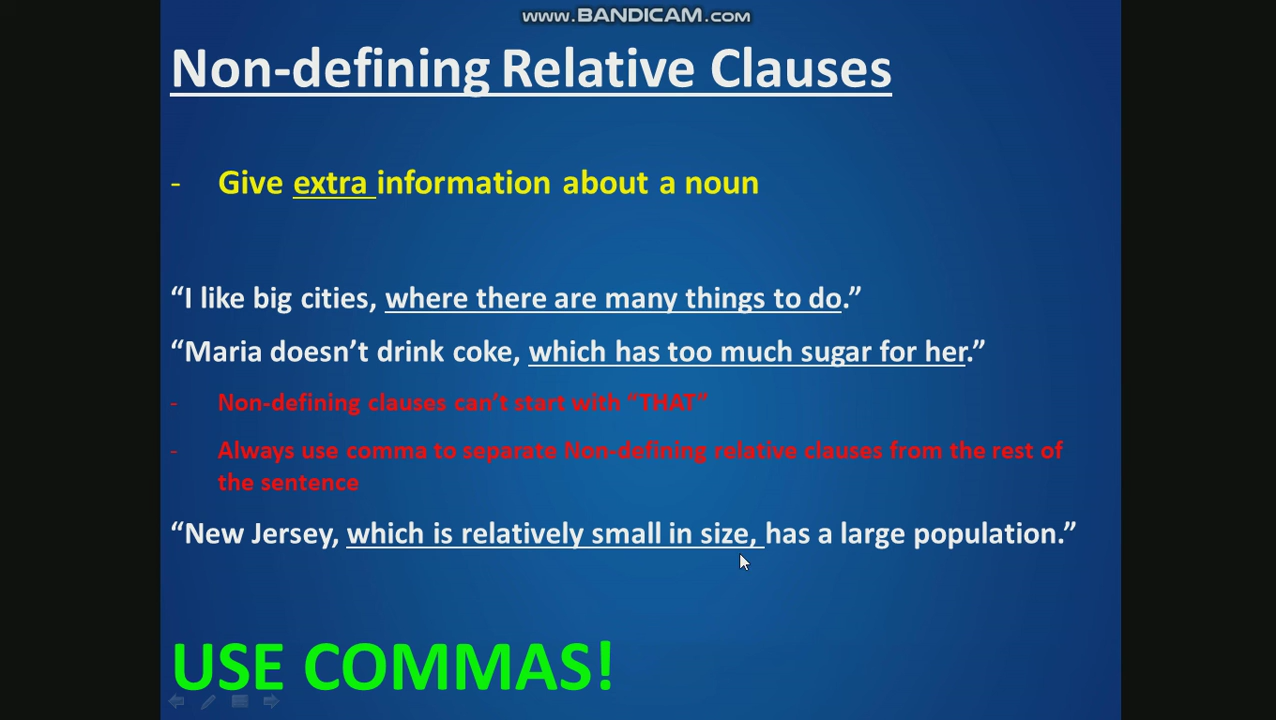 www.BANDICAM.com
Non-defining Relative Clauses
- Give extra information about a noun
“I like big cities, where there are many things to do.”
“Maria doesn’t drink coke, which has too much sugar for her.”
- Non-defining clauses can’t start with “THAT”
- Always use comma to separate Non-defining relative clauses from the rest of
the sentence
“New Jersey, which is relatively small in size, has a large population.”
USE COMMAS!